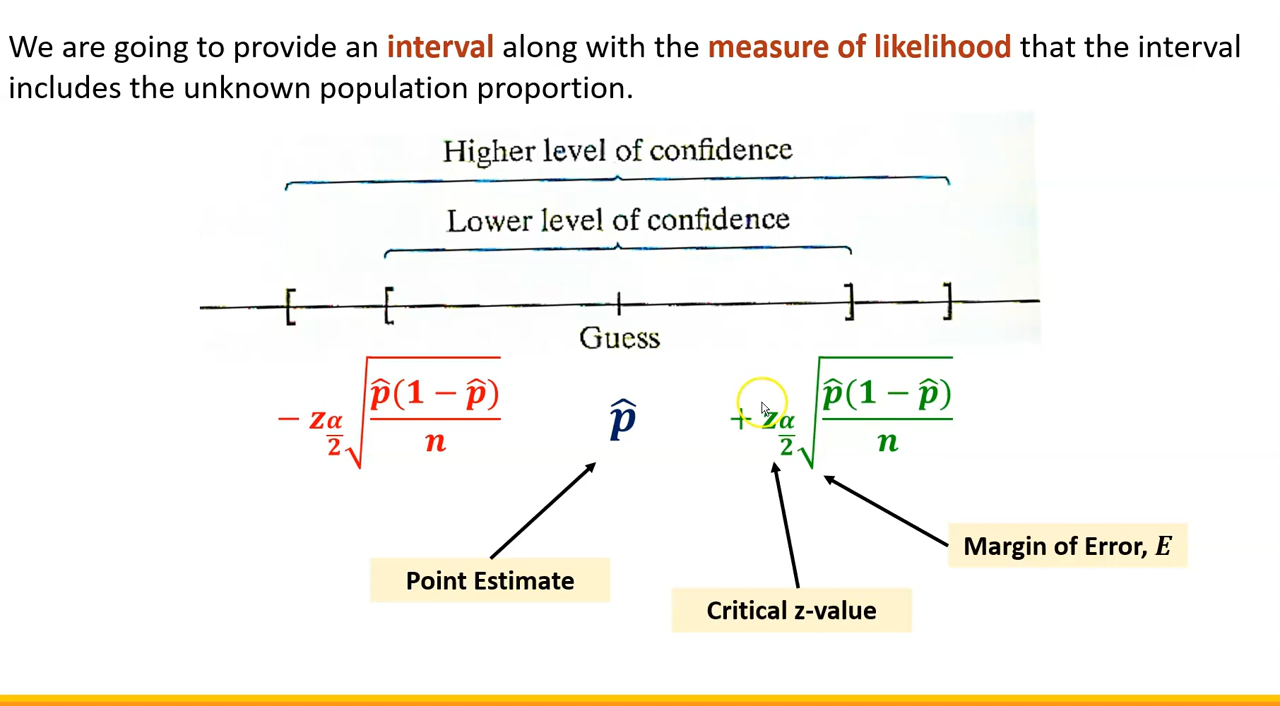 We are going to provide an interval along with the measure of likelihood that the interval
includes the unknown population proportion.
Higher level of confidence
Lower level of confidence
[ [ ] ]
Guess
− z_{α/2} √(p̂(1 − p̂)/n) p̂ + z_{α/2} √(p̂(1 − p̂)/n)
Margin of Error, E
Point Estimate
Critical z-value